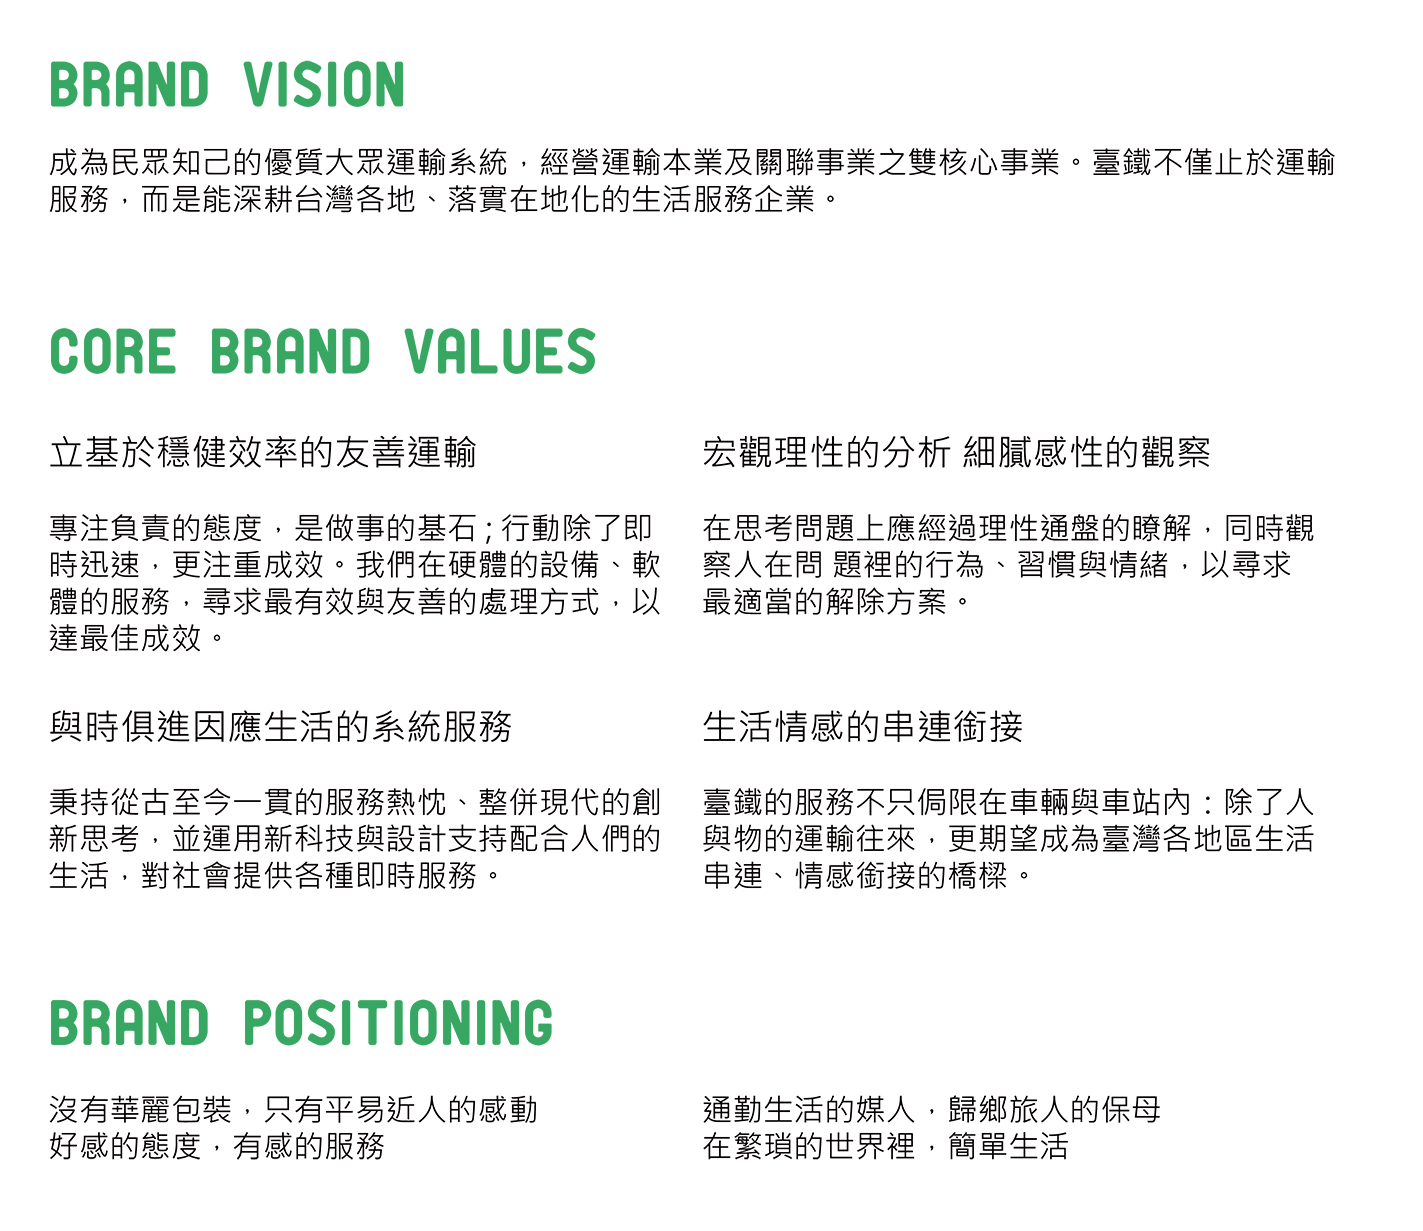 BRAND VISION
成為民眾知己的優質大眾運輸系統，經營運輸本業及關聯事業之雙核心事業。臺鐵不僅止於運輸
服務，而是能深耕台灣各地、落實在地化的生活服務企業。
CORE BRAND VALUES
立基於穩健效率的友善運輸
專注負責的態度，是做事的基石；行動除了即
時迅速，更注重成效。我們在硬體的設備、軟
體的服務，尋求最有效與友善的處理方式，以
達最佳成效。
宏觀理性的分析 細膩感性的觀察
在思考問題上應經過理性通盤的瞭解，同時觀
察人在問 題裡的行為、習慣與情緒，以尋求
最適當的解除方案。
與時俱進因應生活的系統服務
秉持從古至今一貫的服務熱忱、整併現代的創
新思考，並運用新科技與設計支持配合人們的
生活，對社會提供各種即時服務。
生活情感的串連銜接
臺鐵的服務不只侷限在車輛與車站內：除了人
與物的運輸往來，更期望成為臺灣各地區生活
串連、情感銜接的橋樑。
BRAND POSITIONING
沒有華麗包裝，只有平易近人的感動
好感的態度，有感的服務
通勤生活的媒人，歸鄉旅人的保母
在繁瑣的世界裡，簡單生活